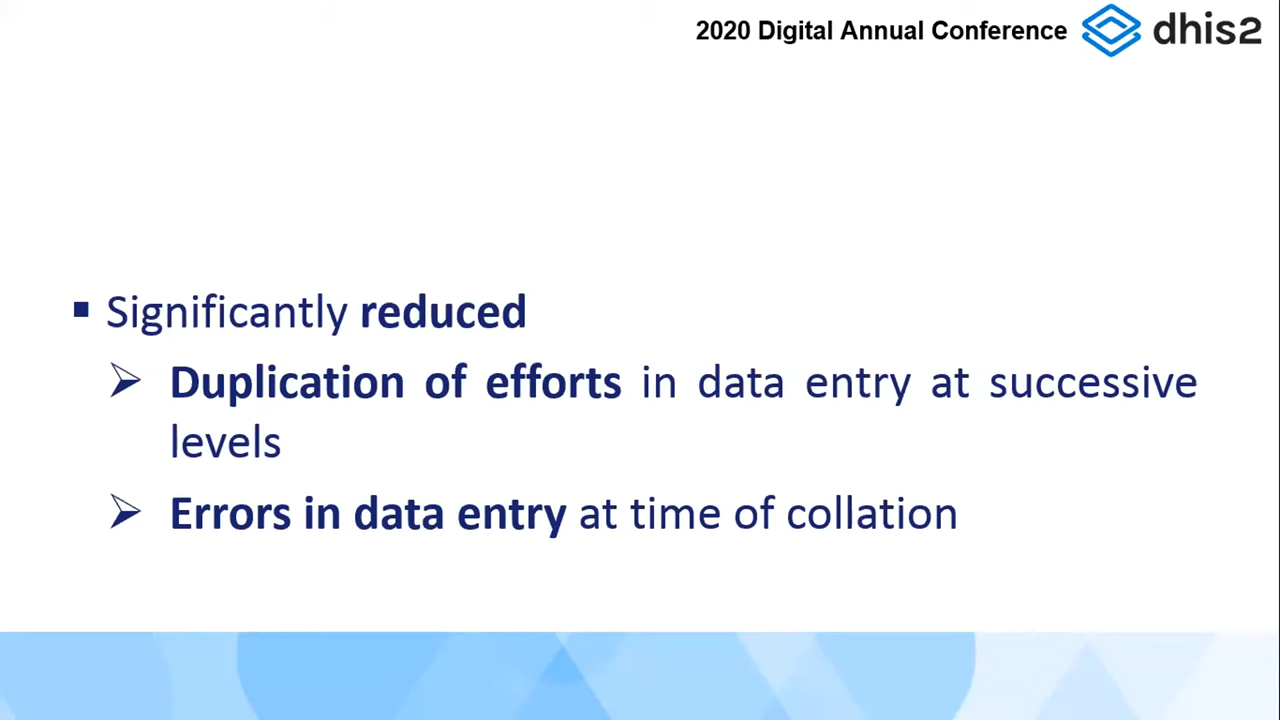 2020 Digital Annual Conference dhis2
▪ Significantly reduced
➢ Duplication of efforts in data entry at successive
levels
➢ Errors in data entry at time of collation